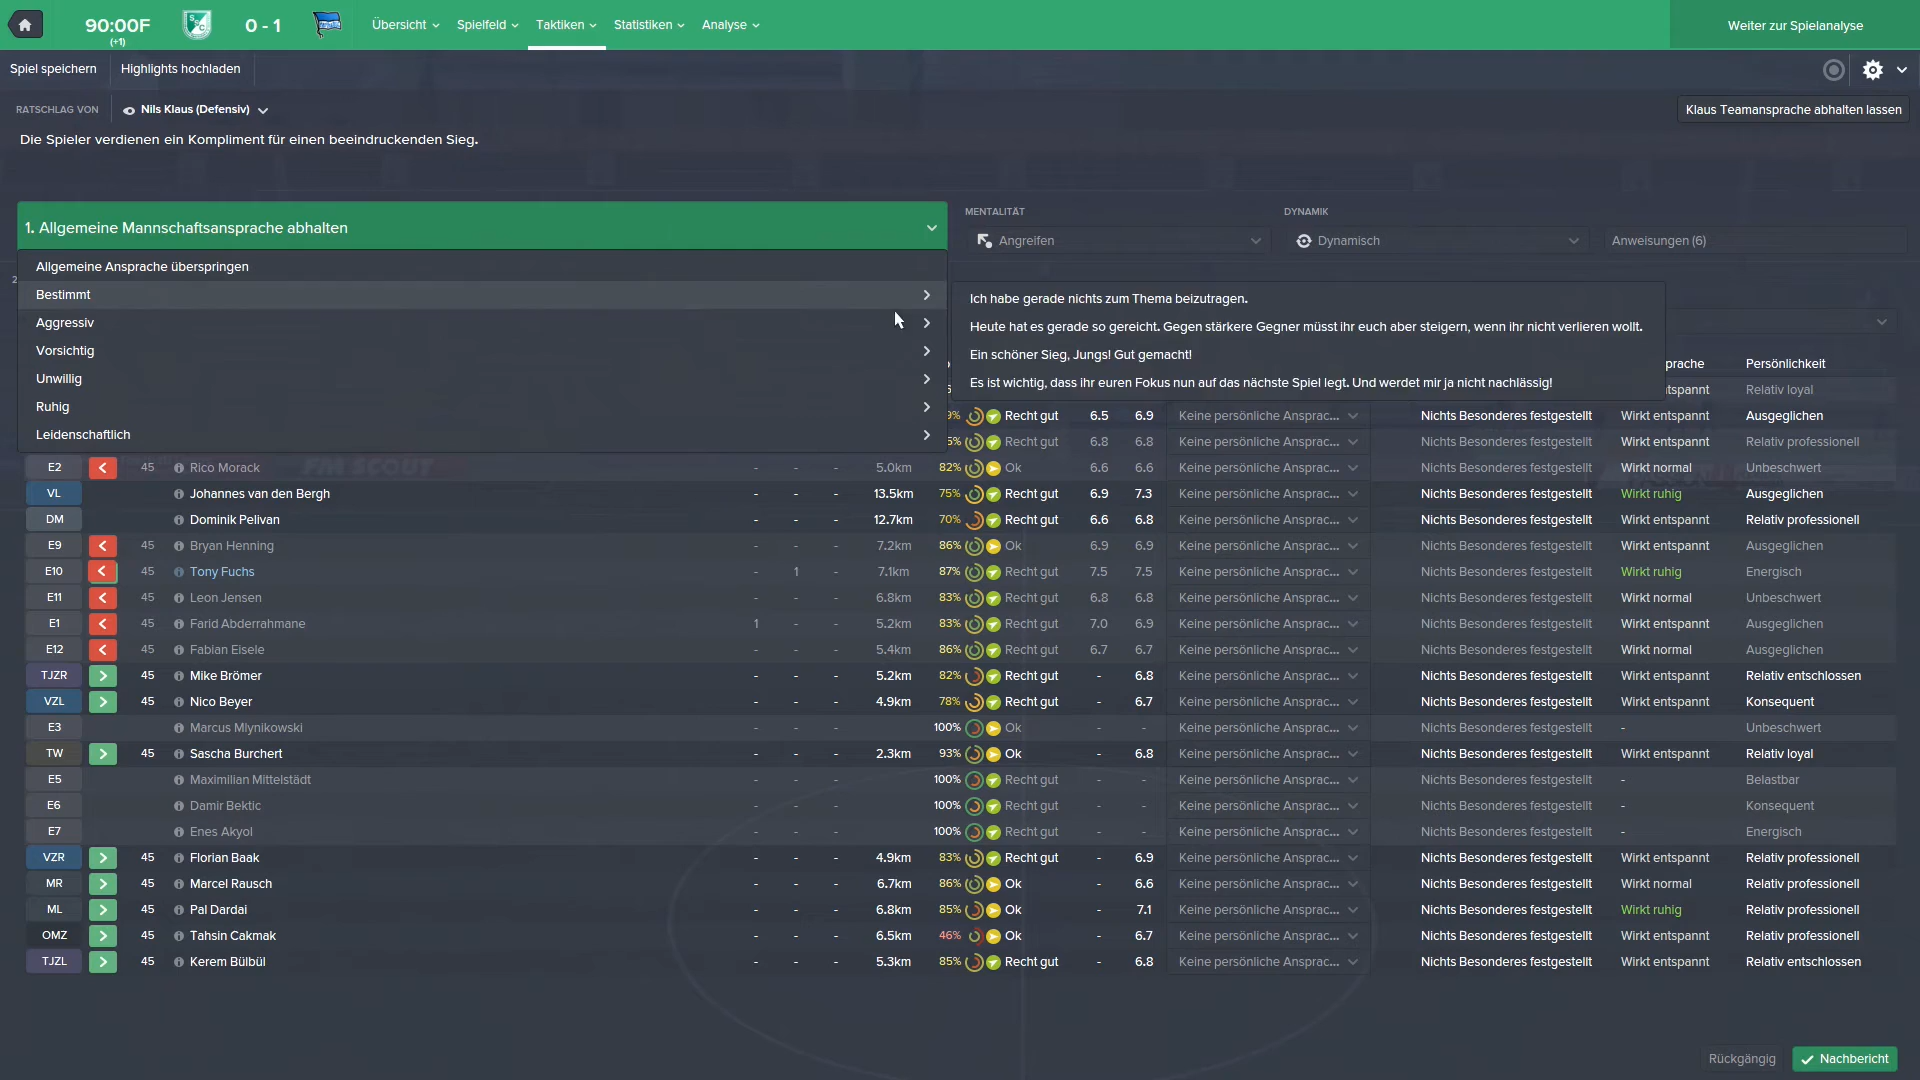 90:00F
(+1)
0 - 1
Übersicht
Spielfeld
Taktiken
Statistiken
Analyse
Weiter zur Spielanalyse
Spiel speichern
Highlights hochladen
RATSCHLAG VON
Nils Klaus (Defensiv)
Klaus Teamansprache abhalten lassen
Die Spieler verdienen ein Kompliment für einen beeindruckenden Sieg.
1. Allgemeine Mannschaftsansprache abhalten
MENTALITÄT
DYNAMIK
Angreifen
Dynamisch
Anweisungen (6)
Allgemeine Ansprache überspringen
Bestimmt
Aggressiv
Vorsichtig
Unwillig
Ruhig
Leidenschaftlich
Ich habe gerade nichts zum Thema beizutragen.
Heute hat es gerade so gereicht. Gegen stärkere Gegner müsst ihr euch aber steigern, wenn ihr nicht verlieren wollt.
Ein schöner Sieg, Jungs! Gut gemacht!
Es ist wichtig, dass ihr euren Fokus nun auf das nächste Spiel legt. Und werdet mir ja nicht nachlässig!
Persönlichkeit
Relativ loyal
Recht gut 6.5 6.9 Keine persönliche Ansprac... Nichts Besonderes festgestellt Wirkt entspannt Ausgeglichen
Recht gut 6.8 6.8 Keine persönliche Ansprac... Nichts Besonderes festgestellt Wirkt entspannt Relativ professionell
E2 45 Rico Morack - - - 5.0km 82% Ok 6.6 6.6 Keine persönliche Ansprac... Nichts Besonderes festgestellt Wirkt normal Unbeschwert
VL Johannes van den Bergh - - - 13.5km 75% Recht gut 6.9 7.3 Keine persönliche Ansprac... Nichts Besonderes festgestellt Wirkt ruhig Ausgeglichen
DM Dominik Pelivan - - - 12.7km 70% Recht gut 6.6 6.8 Keine persönliche Ansprac... Nichts Besonderes festgestellt Wirkt entspannt Relativ professionell
E9 45 Bryan Henning - - - 7.2km 86% Ok 6.9 6.9 Keine persönliche Ansprac... Nichts Besonderes festgestellt Wirkt entspannt Ausgeglichen
E10 45 Tony Fuchs - 1 - 7.1km 87% Recht gut 7.5 7.5 Keine persönliche Ansprac... Nichts Besonderes festgestellt Wirkt ruhig Energisch
E11 45 Leon Jensen - - - 6.8km 83% Recht gut 6.8 6.8 Keine persönliche Ansprac... Nichts Besonderes festgestellt Wirkt normal Unbeschwert
E1 45 Farid Abderrahmane 1 - - 5.2km 83% Recht gut 7.0 6.9 Keine persönliche Ansprac... Nichts Besonderes festgestellt Wirkt entspannt Ausgeglichen
E12 45 Fabian Eisele - - - 5.4km 86% Recht gut 6.7 6.7 Keine persönliche Ansprac... Nichts Besonderes festgestellt Wirkt normal Ausgeglichen
TJZR 45 Mike Brömer - - - 5.2km 82% Recht gut - 6.8 Keine persönliche Ansprac... Nichts Besonderes festgestellt Wirkt entspannt Relativ entschlossen
VZL 45 Nico Beyer - - - 4.9km 78% Recht gut - 6.7 Keine persönliche Ansprac... Nichts Besonderes festgestellt Wirkt entspannt Konsequent
E3 Marcus Mlynikowski - - - 100% Ok - - Keine persönliche Ansprac... Nichts Besonderes festgestellt - Unbeschwert
TW 45 Sascha Burchert - - - 2.3km 93% Ok - 6.8 Keine persönliche Ansprac... Nichts Besonderes festgestellt Wirkt entspannt Relativ loyal
E5 Maximilian Mittelstädt - - - 100% Recht gut - - Keine persönliche Ansprac... Nichts Besonderes festgestellt - Belastbar
E6 Damir Bektic - - - 100% Recht gut - - Keine persönliche Ansprac... Nichts Besonderes festgestellt - Konsequent
E7 Enes Akyol - - - 100% Recht gut - - Keine persönliche Ansprac... Nichts Besonderes festgestellt - Energisch
VZR 45 Florian Baak - - - 4.9km 83% Recht gut - 6.9 Keine persönliche Ansprac... Nichts Besonderes festgestellt Wirkt entspannt Relativ professionell
MR 45 Marcel Rausch - - - 6.7km 86% Ok - 6.6 Keine persönliche Ansprac... Nichts Besonderes festgestellt Wirkt normal Relativ professionell
ML 45 Pal Dardai - - - 6.8km 85% Ok - 7.1 Keine persönliche Ansprac... Nichts Besonderes festgestellt Wirkt ruhig Relativ professionell
OMZ 45 Tahsin Cakmak - - - 6.5km 46% Ok - 6.7 Keine persönliche Ansprac... Nichts Besonderes festgestellt Wirkt entspannt Relativ professionell
TJZL 45 Kerem Bülbül - - - 5.3km 85% Recht gut - 6.8 Keine persönliche Ansprac... Nichts Besonderes festgestellt Wirkt entspannt Relativ entschlossen
Rückgängig
Nachbericht